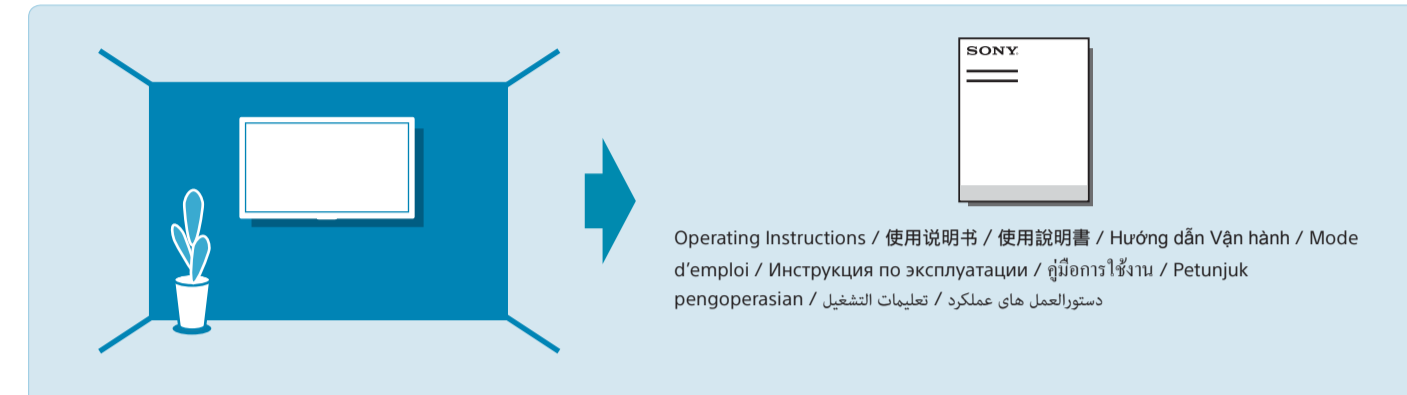 SONY
Operating Instructions / 使用说明书 / 使用說明書 / Hướng dẫn Vận hành / Mode
d’emploi / Инструкция по эксплуатации / คู่มือการใช้งาน / Petunjuk
pengoperasian / دستورالعمل های عملکرد / تعليمات التشغيل